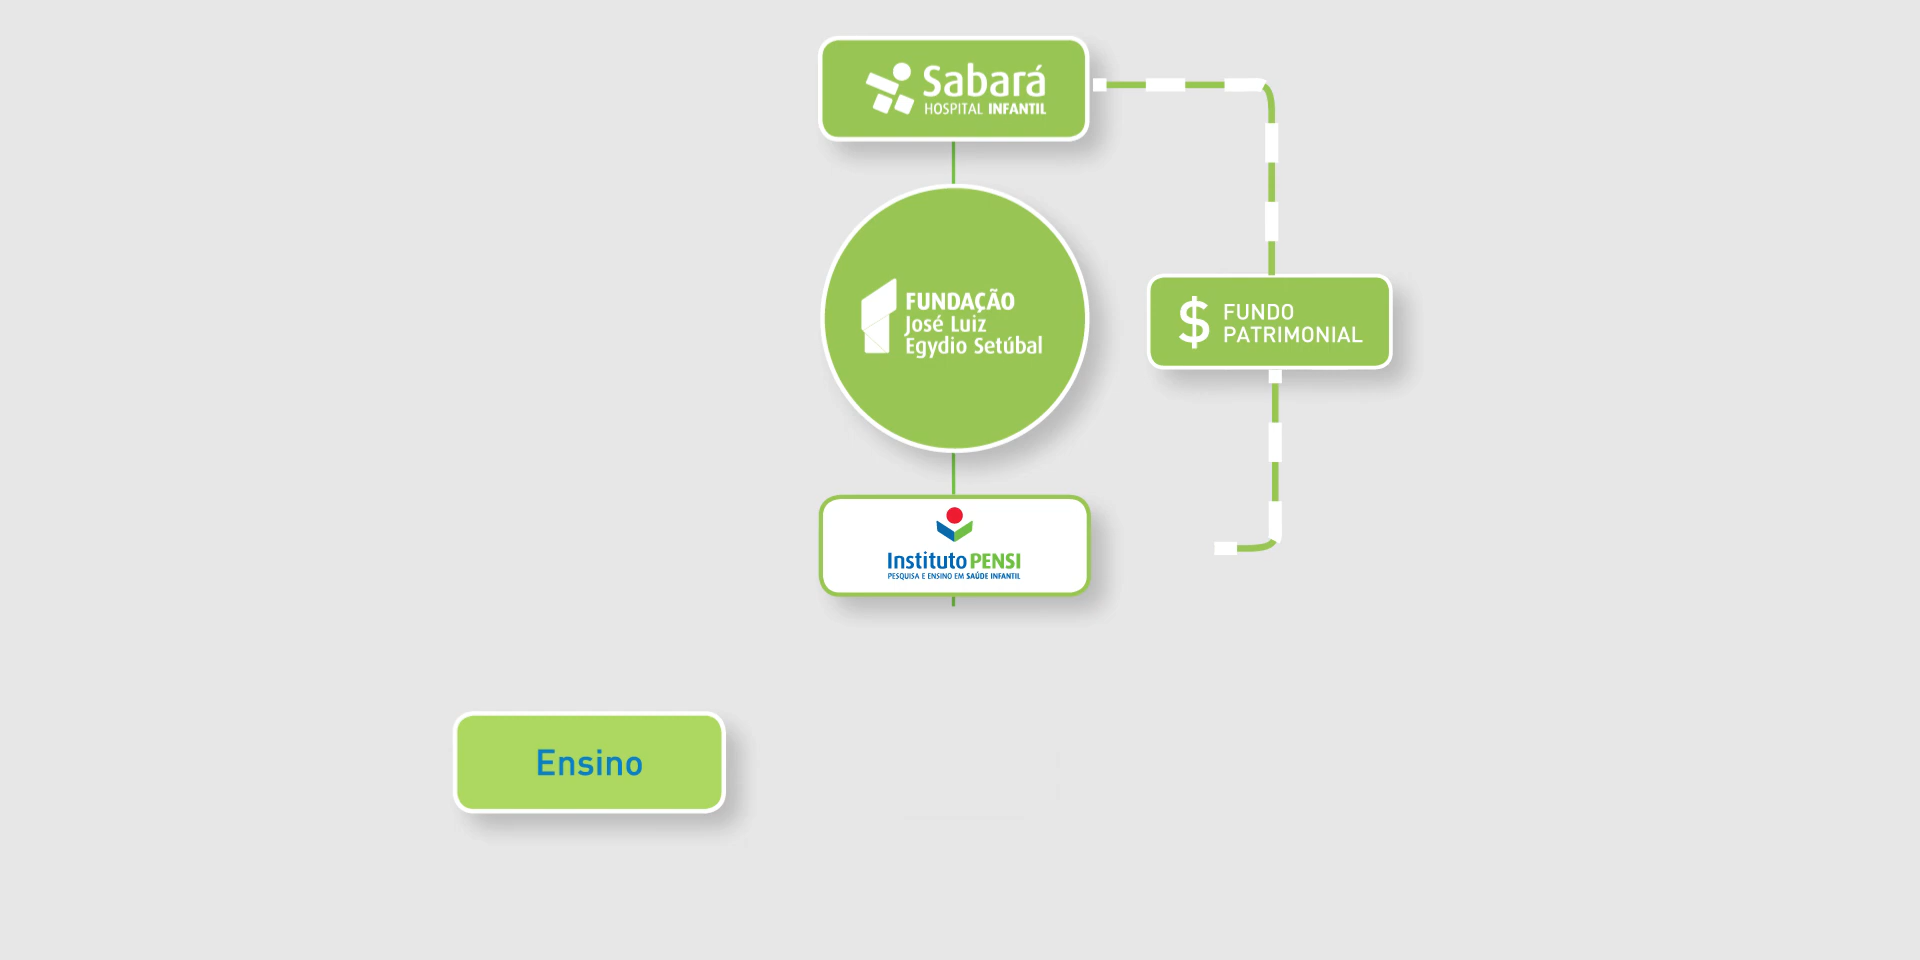 Sabará
HOSPITAL INFANTIL
FUNDAÇÃO
José Luiz
Egydio Setúbal
$ FUNDO
PATRIMONIAL
Instituto PENSI
PESQUISA E ENSINO EM SAÚDE INFANTIL
Ensino